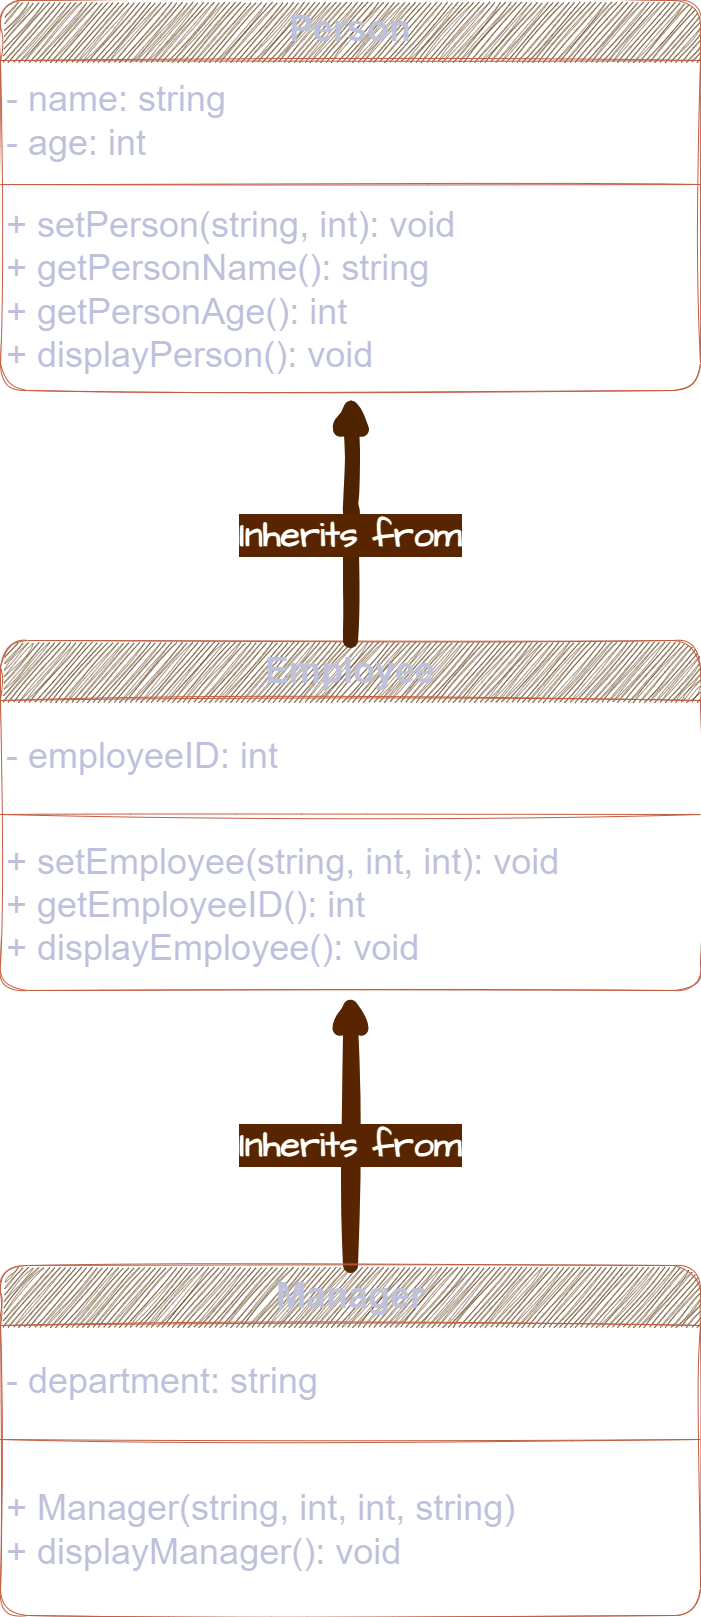 Person
- name: string
- age: int
+ setPerson(string, int): void
+ getPersonName(): string
+ getPersonAge(): int
+ displayPerson(): void
Inherits from
Employee
- employeeID: int
+ setEmployee(string, int, int): void
+ getEmployeeID(): int
+ displayEmployee(): void
Inherits from
Manager
- department: string
+ Manager(string, int, int, string)
+ displayManager(): void